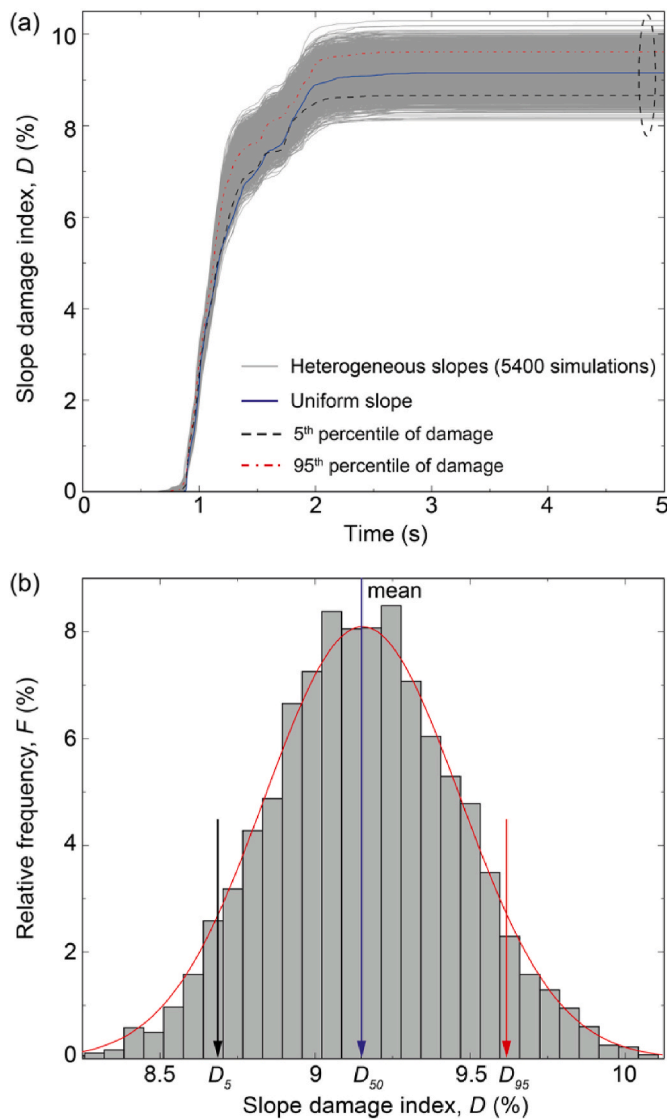 (a)
10
8
6
4
2
0
Slope damage index, D (%)
Heterogeneous slopes (5400 simulations)
Uniform slope
5th percentile of damage
95th percentile of damage
0 1 2 3 4 5
Time (s)
(b)
mean
8
6
4
2
0
Relative frequency, F (%)
8.5 D5 9 D50 9.5 D95 10
Slope damage index, D (%)